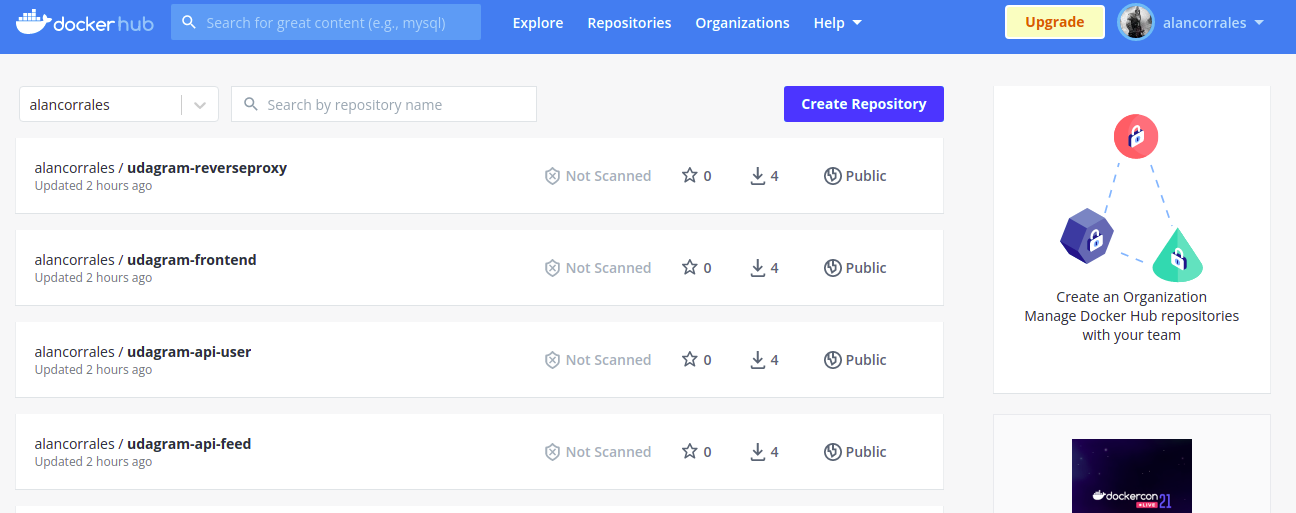 docker hub
Search for great content (e.g., mysql)
Explore
Repositories
Organizations
Help
Upgrade
alancorrales
alancorrales
Search by repository name
Create Repository
alancorrales / udagram-reverseproxy
Updated 2 hours ago
Not Scanned
0
4
Public
alancorrales / udagram-frontend
Updated 2 hours ago
Not Scanned
0
4
Public
alancorrales / udagram-api-user
Updated 2 hours ago
Not Scanned
0
4
Public
alancorrales / udagram-api-feed
Updated 2 hours ago
Not Scanned
0
4
Public
Create an Organization
Manage Docker Hub repositories
with your team
dockercon
LIVE 21